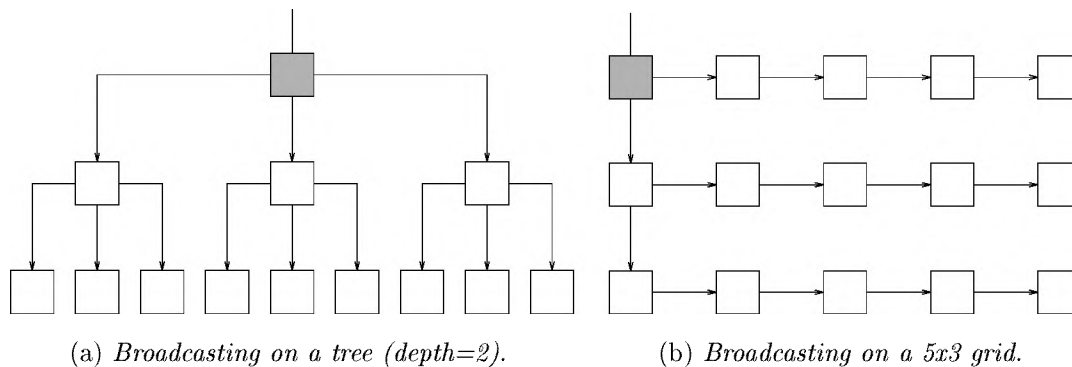 (a) Broadcasting on a tree (depth=2).
(b) Broadcasting on a 5x3 grid.